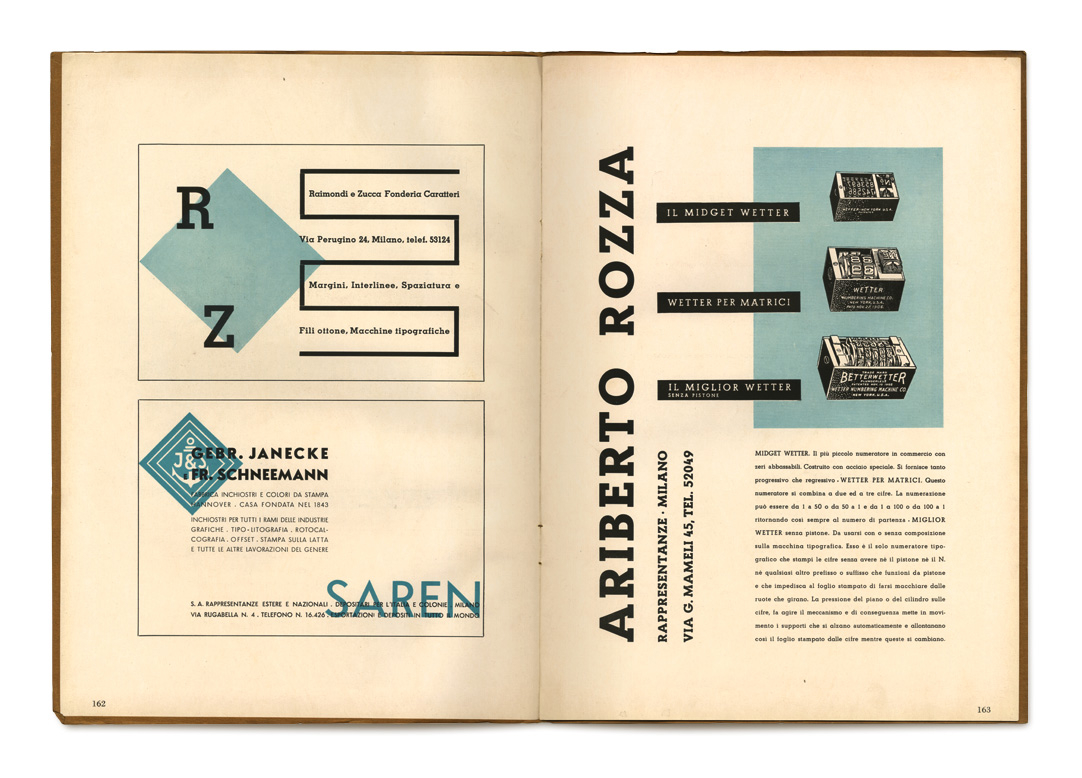 R
Z
Raimondi e Zucca Fonderia Caratteri
Via Perugino 24, Milano, telef. 53124
Margini, Interlinee, Spaziatura e
Fili ottone, Macchine tipografiche
J&S
GEBR. JANECKE
FR. SCHNEEMANN
FABBRICA INCHIOSTRI E COLORI DA STAMPA
HANNOVER . CASA FONDATA NEL 1843
INCHIOSTRI PER TUTTI I RAMI DELLE INDUSTRIE
GRAFICHE . TIPO - LITOGRAFIA . ROTOCAL-
COGRAFIA . OFFSET . STAMPA SULLA LATTA
E TUTTE LE ALTRE LAVORAZIONI DEL GENERE
SAREN
S. A. RAPPRESENTANZE ESTERE E NAZIONALI . DEPOSITARI PER L'ITALIA E COLONIE . MILANO
VIA RUGABELLA N. 4 . TELEFONO N. 16.426 . ESPORTAZIONI E DEPOSITI IN TUTTO IL MONDO
162
ARIBERTO ROZZA
RAPPRESENTANZE · MILANO
VIA G. MAMELI 45, TEL. 52049
IL MIDGET WETTER
WETTER PER MATRICI
IL MIGLIOR WETTER
SENZA PISTONE
WETTER-NEW YORK U.S.A.
WETTER
NUMBERING MACHINE CO.
NEW YORK, U.S.A.
TRADE MARK
BETTERWETTER
WETTER NUMBERING MACHINE CO.
NEW YORK, U.S.A.
MIDGET WETTER. Il più piccolo numeratore in commercio con
zeri abbassabili. Costruito con acciaio speciale. Si fornisce tanto
progressivo che regressivo . WETTER PER MATRICI. Questo
numeratore si combina a due ed a tre cifre. La numerazione
può essere da 1 a 50 o da 50 a 1 e da 1 a 100 o da 100 a 1
ritornando così sempre al numero di partenza . MIGLIOR
WETTER senza pistone. Da usarsi con o senza composizione
sulla macchina tipografica. Esso è il solo numeratore tipo-
grafico che stampi le cifre senza avere nè il pistone nè il N.
nè qualsiasi altro prefisso o suffisso che funzioni da pistone
e che impedisca al foglio stampato di farsi macchiare dalle
ruote che girano. La pressione del piano o del cilindro sulle
cifre, fa agire il meccanismo e di conseguenza mette in movi-
mento i supporti che si alzano automaticamente e allontanano
così il foglio stampato dalle cifre mentre queste si cambiano.
163